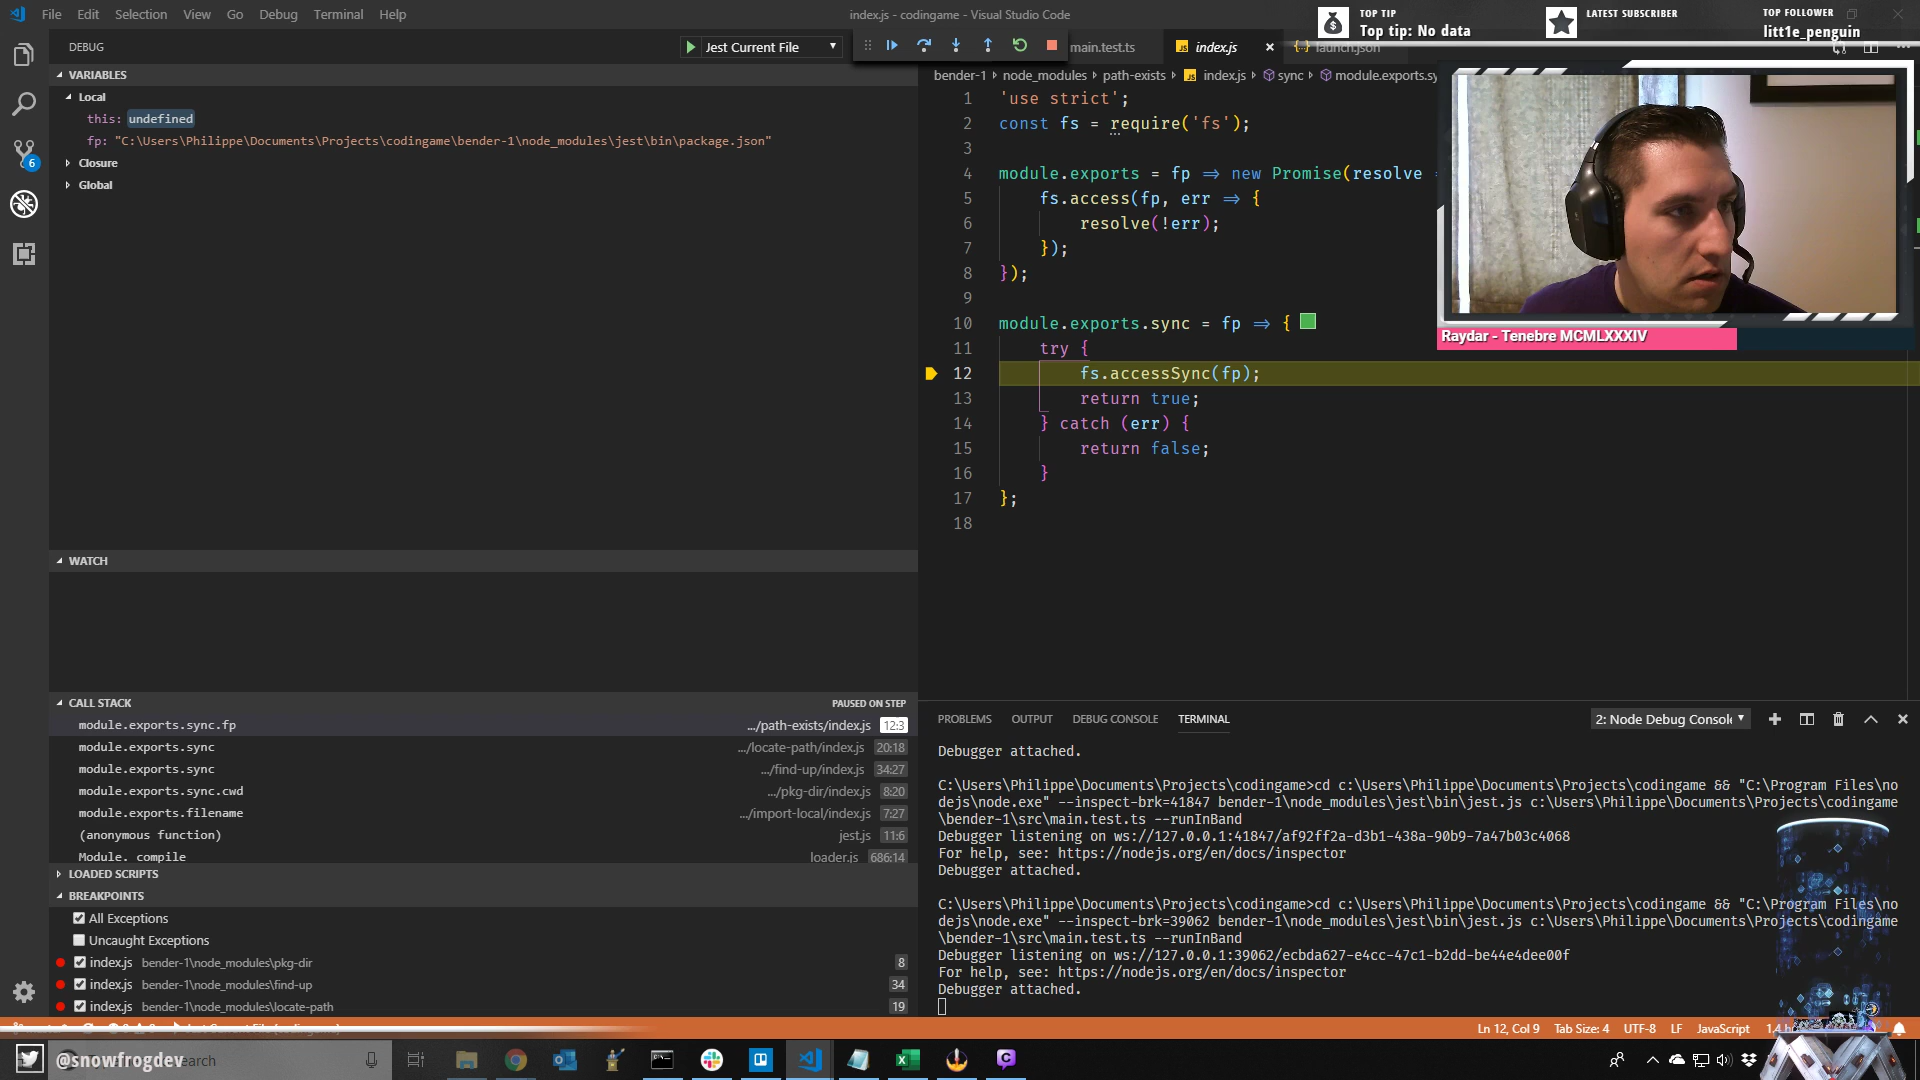 File Edit Selection View Go Debug Terminal Help
index.js - codingame - Visual Studio Code
TOP TIP
Top tip: No data
LATEST SUBSCRIBER
TOP FOLLOWER
litt1e_penguin
DEBUG
Jest Current File
main.test.ts
index.js
launch.json
VARIABLES
Local
this: undefined
fp: "C:\Users\Philippe\Documents\Projects\codingame\bender-1\node_modules\jest\bin\package.json"
Closure
Global
6
bender-1 node_modules path-exists index.js sync module.exports.sy
1 'use strict';
2 const fs = require('fs');
3
4 module.exports = fp => new Promise(resolve =
5 fs.access(fp, err => {
6 resolve(!err);
7 });
8 });
9
10 module.exports.sync = fp => {
11 try {
12 fs.accessSync(fp);
13 return true;
14 } catch (err) {
15 return false;
16 }
17 };
18
Raydar - Tenebre MCMLXXXIV
WATCH
CALL STACK PAUSED ON STEP
module.exports.sync.fp .../path-exists/index.js 12:3
module.exports.sync .../locate-path/index.js 20:18
module.exports.sync .../find-up/index.js 34:27
module.exports.sync.cwd .../pkg-dir/index.js 8:20
module.exports.filename .../import-local/index.js 7:27
(anonymous function) jest.js 11:6
Module._compile loader.js 686:14
LOADED SCRIPTS
BREAKPOINTS
All Exceptions
Uncaught Exceptions
index.js bender-1\node_modules\pkg-dir 8
index.js bender-1\node_modules\find-up 34
index.js bender-1\node_modules\locate-path 19
PROBLEMS OUTPUT DEBUG CONSOLE TERMINAL
2: Node Debug Console
Debugger attached.
C:\Users\Philippe\Documents\Projects\codingame>cd c:\Users\Philippe\Documents\Projects\codingame && "C:\Program Files\no
dejs\node.exe" --inspect-brk=41847 bender-1\node_modules\jest\bin\jest.js c:\Users\Philippe\Documents\Projects\codingame
\bender-1\src\main.test.ts --runInBand
Debugger listening on ws://127.0.0.1:41847/af92ff2a-d3b1-438a-90b9-7a47b03c4068
For help, see: https://nodejs.org/en/docs/inspector
Debugger attached.
C:\Users\Philippe\Documents\Projects\codingame>cd c:\Users\Philippe\Documents\Projects\codingame && "C:\Program Files\no
dejs\node.exe" --inspect-brk=39062 bender-1\node_modules\jest\bin\jest.js c:\Users\Philippe\Documents\Projects\codingame
\bender-1\src\main.test.ts --runInBand
Debugger listening on ws://127.0.0.1:39062/ecbda627-e4cc-47c1-b2dd-be44e4dee00f
For help, see: https://nodejs.org/en/docs/inspector
Debugger attached.
Ln 12, Col 9 Tab Size: 4 UTF-8 LF JavaScript
@snowfrogdev